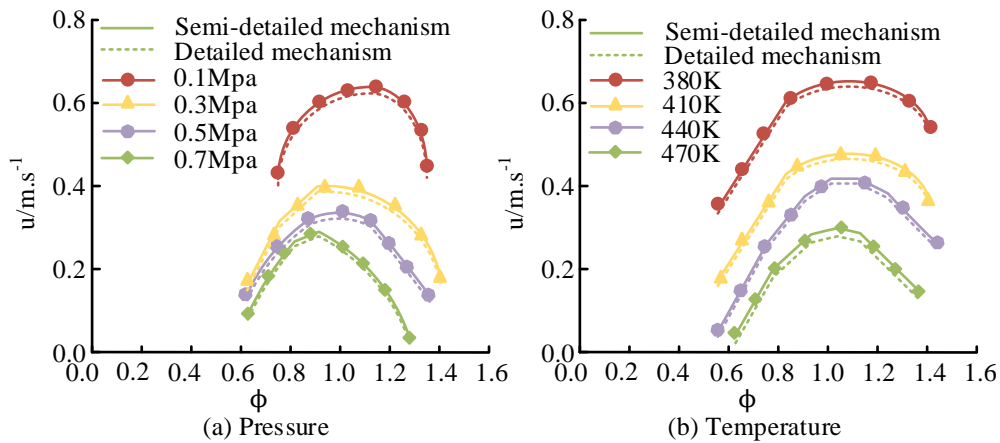 0.8
0.6
0.4
0.2
0.0
u/m.s-1
Semi-detailed mechanism
Detailed mechanism
0.1Mpa
0.3Mpa
0.5Mpa
0.7Mpa
0.0 0.2 0.4 0.6 0.8 1.0 1.2 1.4 1.6
ϕ
(a) Pressure
0.8
0.6
0.4
0.2
0.0
u/m.s-1
Semi-detailed mechanism
Detailed mechanism
380K
410K
440K
470K
0.0 0.2 0.4 0.6 0.8 1.0 1.2 1.4 1.6
ϕ
(b) Temperature